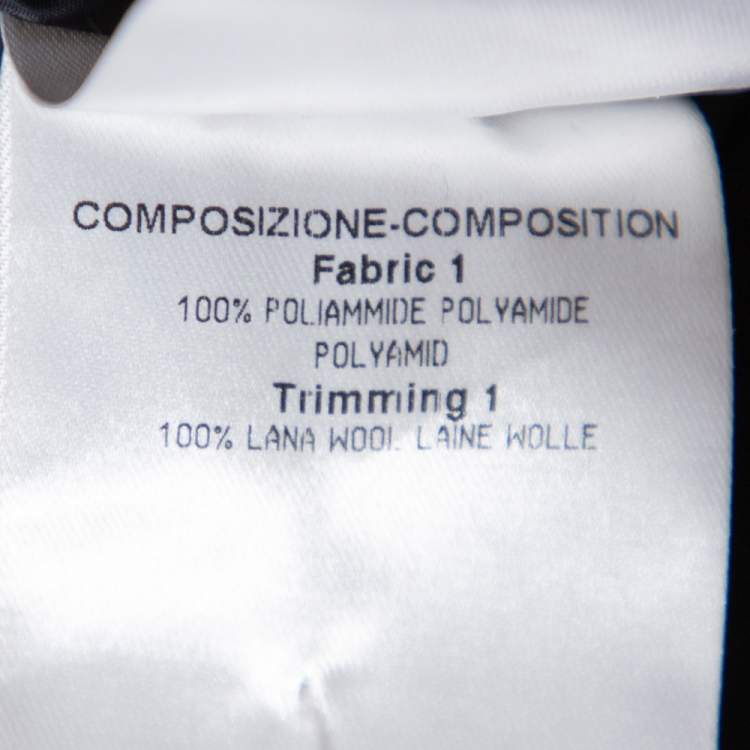 COMPOSIZIONE-COMPOSITION
Fabric 1
100% POLIAMMIDE POLYAMIDE
POLYAMID
Trimming 1
100% LANA WOOL LAINE WOLLE